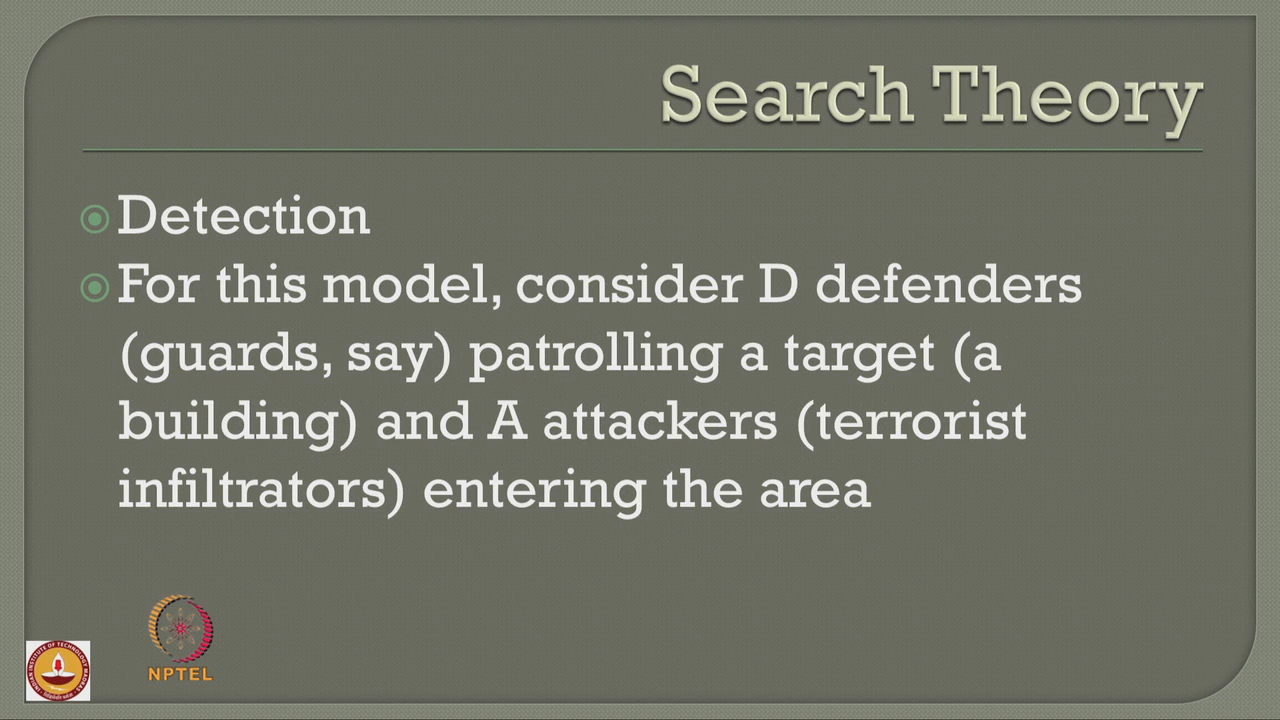 Search Theory
Detection
For this model, consider D defenders
(guards, say) patrolling a target (a
building) and A attackers (terrorist
infiltrators) entering the area
NPTEL